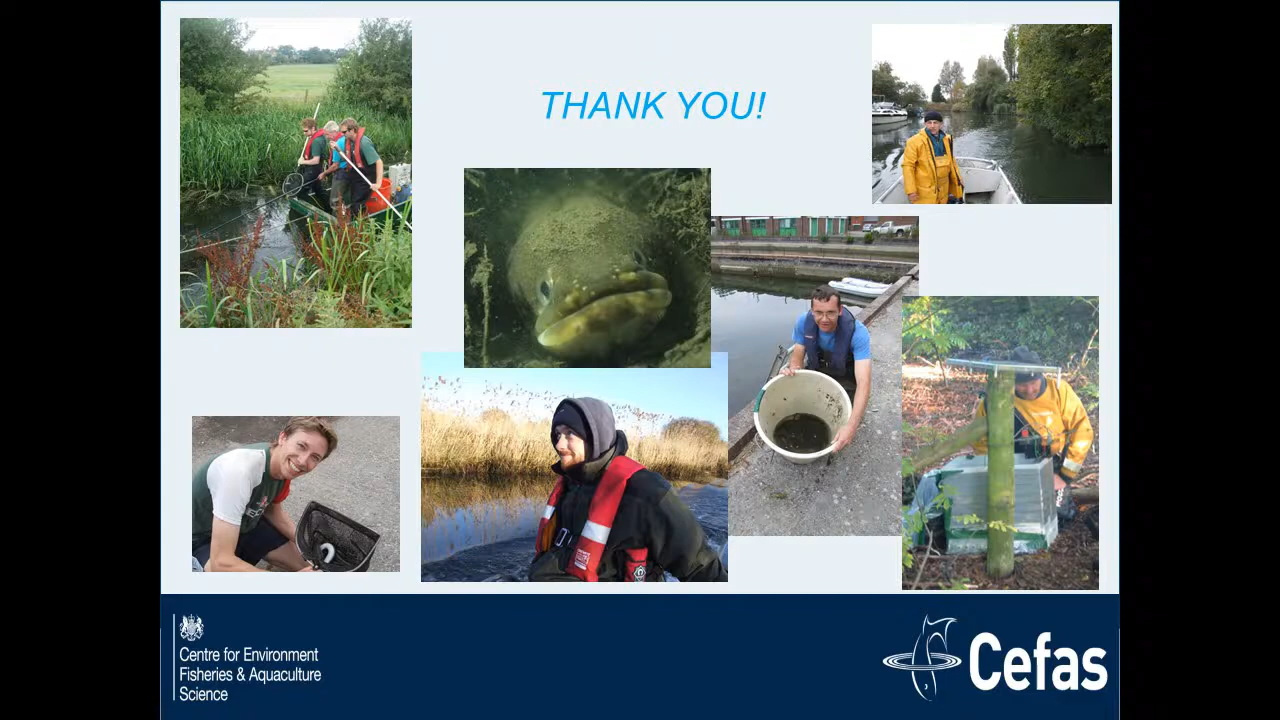 THANK YOU!
Centre for Environment
Fisheries & Aquaculture
Science
Cefas